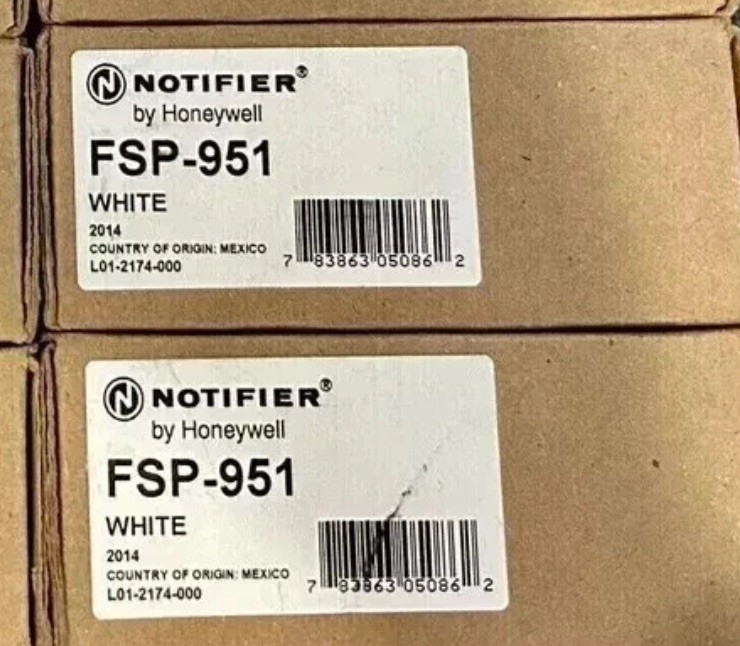 NOTIFIER®
by Honeywell
FSP-951
WHITE
2014
COUNTRY OF ORIGIN: MEXICO
L01-2174-000
7 83863 05086 2
NOTIFIER®
by Honeywell
FSP-951
WHITE
2014
COUNTRY OF ORIGIN: MEXICO
L01-2174-000
7 83863 05086 2